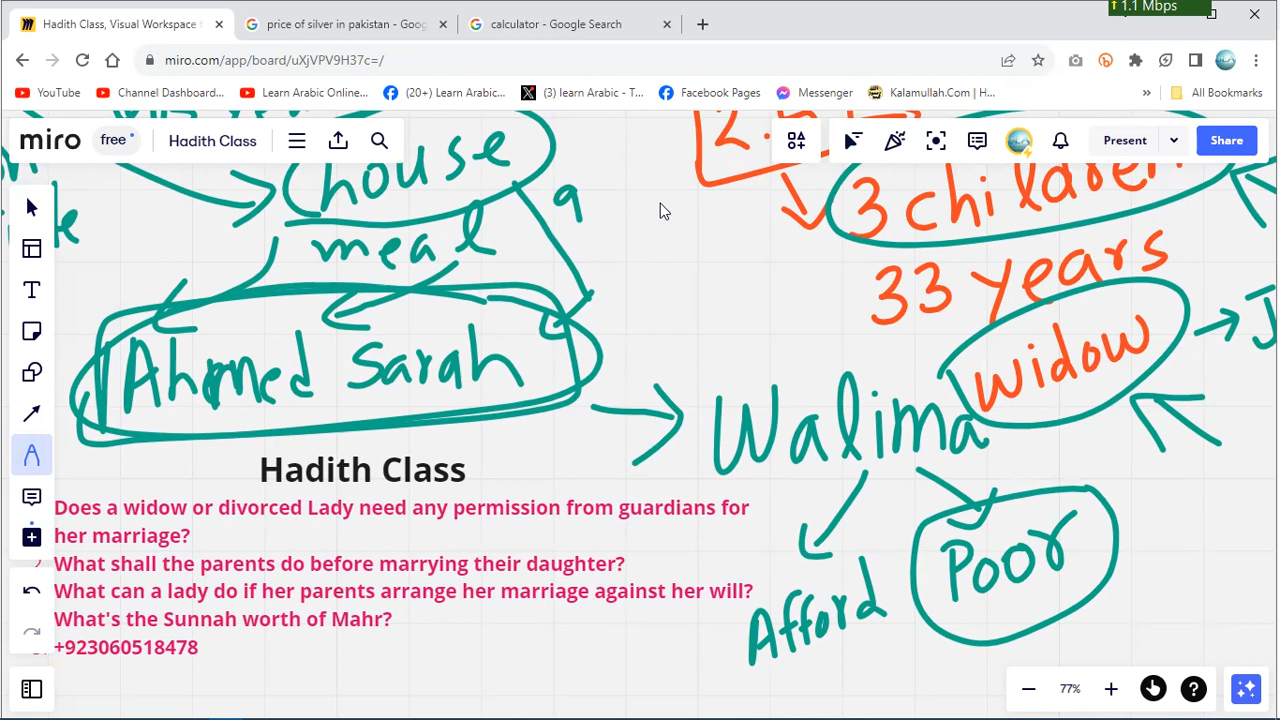 1.1 Mbps
Hadith Class, Visual Workspace
price of silver in pakistan - Goog
calculator - Google Search
miro.com/app/board/uXjVPV9H37c=/
YouTube
Channel Dashboard...
Learn Arabic Online...
(20+) Learn Arabic...
(3) learn Arabic - T...
Facebook Pages
Messenger
Kalamullah.Com | H...
»
All Bookmarks
miro
free
Hadith Class
Present
Share
house
a
meal
3 children
33 years
widow
Ahmed Sarah
Walima
Afford
Poor
Hadith Class
Does a widow or divorced Lady need any permission from guardians for
her marriage?
What shall the parents do before marrying their daughter?
What can a lady do if her parents arrange her marriage against her will?
What's the Sunnah worth of Mahr?
+923060518478
77%